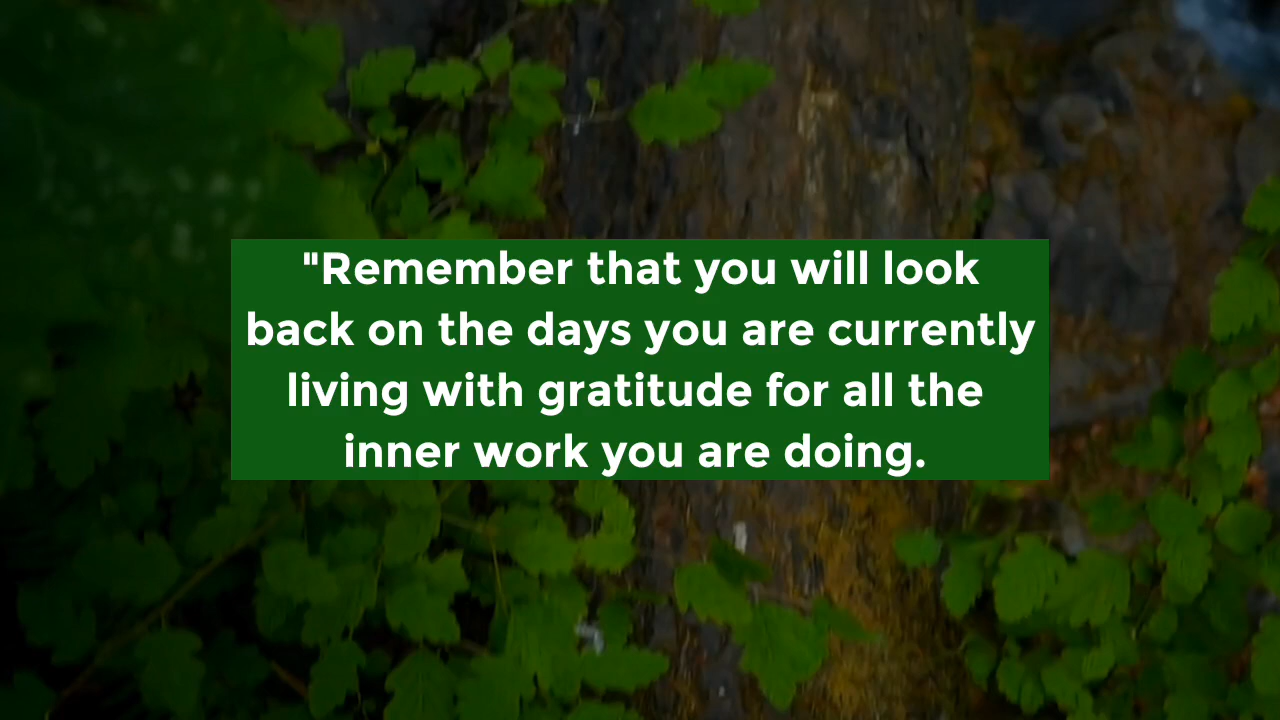 "Remember that you will look
back on the days you are currently
living with gratitude for all the
inner work you are doing.